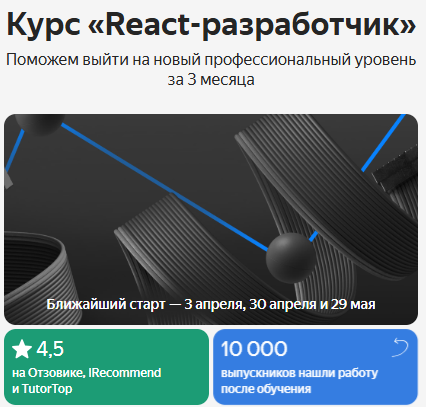 Курс «React-разработчик»
Поможем выйти на новый профессиональный уровень
за 3 месяца
Ближайший старт — 3 апреля, 30 апреля и 29 мая
4,5
на Отзовике, IRecommend
и TutorTop
10 000
выпускников нашли работу
после обучения